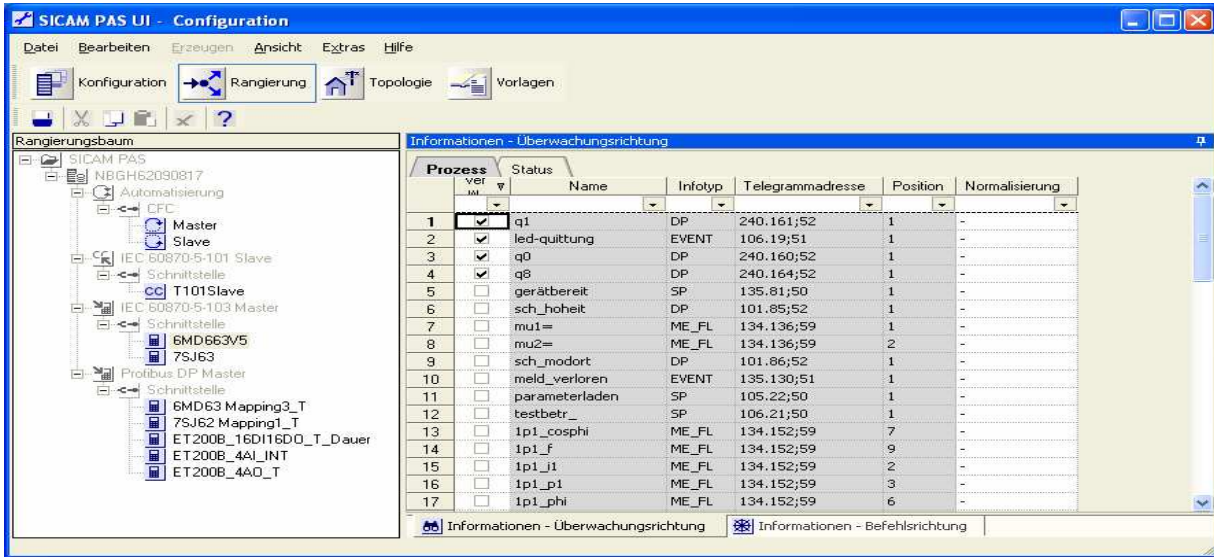 SICAM PAS UI - Configuration
Datei Bearbeiten Erzeugen Ansicht Extras Hilfe
Konfiguration Rangierung Topologie Vorlagen
Rangierungsbaum
SICAM PAS
NBGH62090817
Automatisierung
CFC
Master
Slave
IEC 60870-5-101 Slave
Schnittstelle
T101Slave
IEC 60870-5-103 Master
Schnittstelle
6MD663V5
7SJ63
Profibus DP Master
Schnittstelle
6MD63 Mapping3_T
7SJ62 Mapping1_T
ET200B_16DI16DO_T_Dauer
ET200B_4AI_INT
ET200B_4AO_T
Informationen - Überwachungsrichtung
Prozess Status
Ver Name Infotyp Telegrammadresse Position Normalisierung
1 q1 DP 240.161;52 1 -
2 led-quittung EVENT 106.19;51 1 -
3 q0 DP 240.160;52 1 -
4 q8 DP 240.164;52 1 -
5 gerätbereit SP 135.81;50 1 -
6 sch_hoheit DP 101.85;52 1 -
7 mu1= ME_FL 134.136;59 1 -
8 mu2= ME_FL 134.136;59 2 -
9 sch_modort DP 101.86;52 1 -
10 meld_verloren EVENT 135.130;51 1 -
11 parameterladen SP 105.22;50 1 -
12 testbetr_ SP 106.21;50 1 -
13 1p1_cosphi ME_FL 134.152;59 7 -
14 1p1_f ME_FL 134.152;59 9 -
15 1p1_i1 ME_FL 134.152;59 2 -
16 1p1_p1 ME_FL 134.152;59 3 -
17 1p1_phi ME_FL 134.152;59 6 -
Informationen - Überwachungsrichtung Informationen - Befehlsrichtung